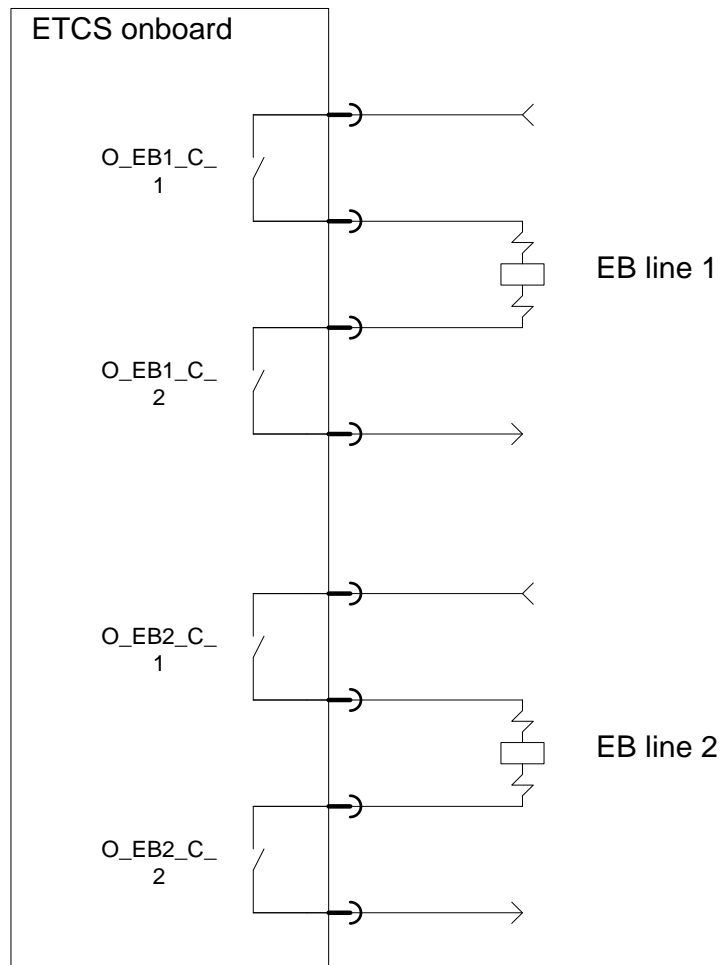 ETCS onboard
O_EB1_C_
1
EB line 1
O_EB1_C_
2
O_EB2_C_
1
EB line 2
O_EB2_C_
2